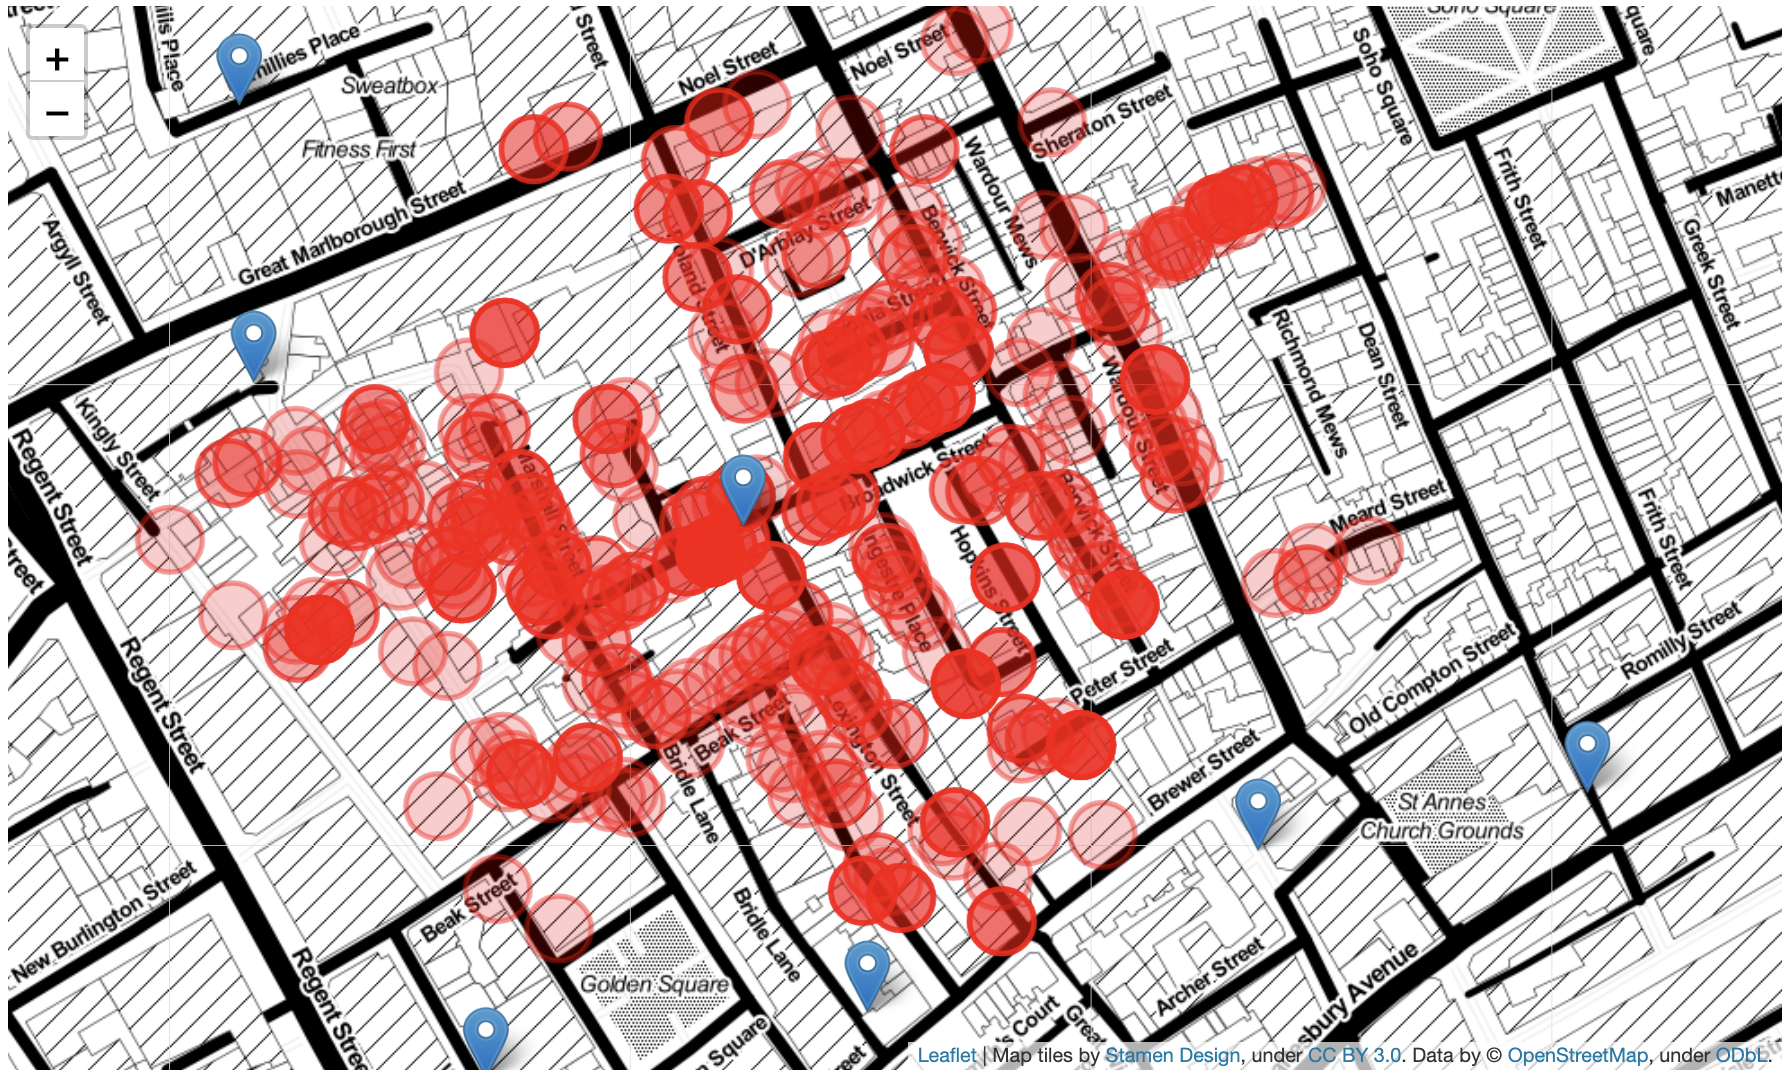 +
−
Phillies Place
Sweatbox
Fitness First
Noel Street
Noel Street
Soho Square
Soho Square
Sheraton Street
Great Marlborough Street
Argyll Street
Wardour Mews
D'Arblay Street
Berwick Street
Frith Street
Manette
Greek Street
Kingly Street
Regent Street
Richmond Mews
Dean Street
Wardour Street
Broadwick Street
Meard Street
Berwick Street
Hopkins Street
Ingestre Place
Frith Street
Regent Street
Peter Street
Old Compton Street
Romilly Street
Beak Street
Bridle Lane
Lexington Street
Brewer Street
St Annes
Church Grounds
Beak Street
New Burlington Street
Regent Street
Bridle Lane
Golden Square
Archer Street
Court
Great
Square
Leaflet | Map tiles by Stamen Design, under CC BY 3.0. Data by © OpenStreetMap, under ODbL.